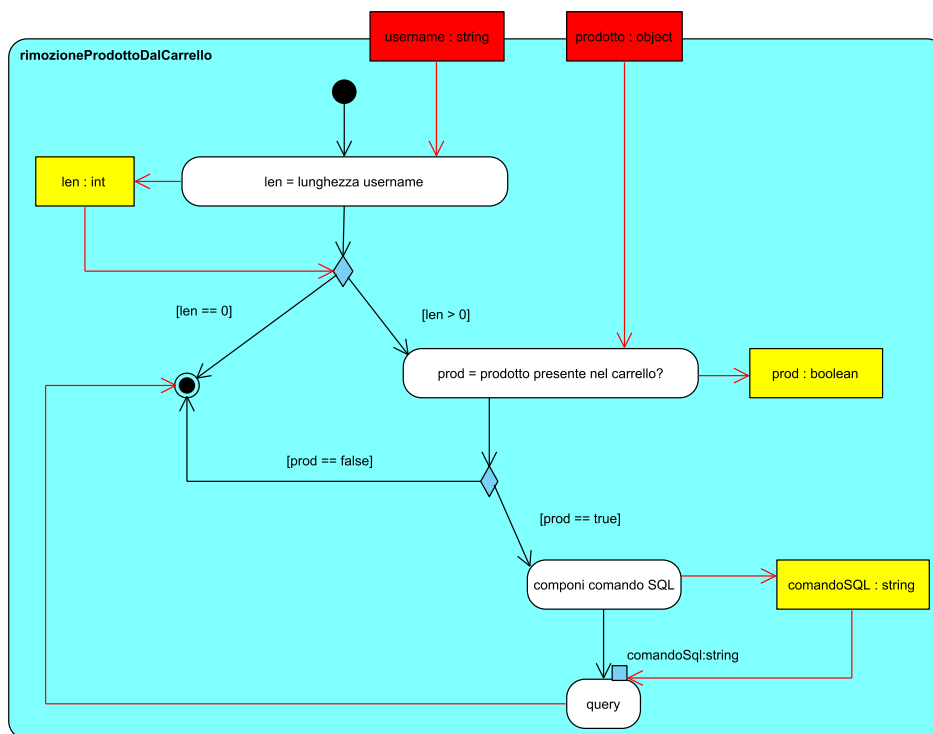 username : string
prodotto : object
rimozioneProdottoDalCarrello
len : int
len = lunghezza username
[len == 0]
[len > 0]
prod = prodotto presente nel carrello?
prod : boolean
[prod == false]
[prod == true]
componi comando SQL
comandoSQL : string
comandoSql:string
query